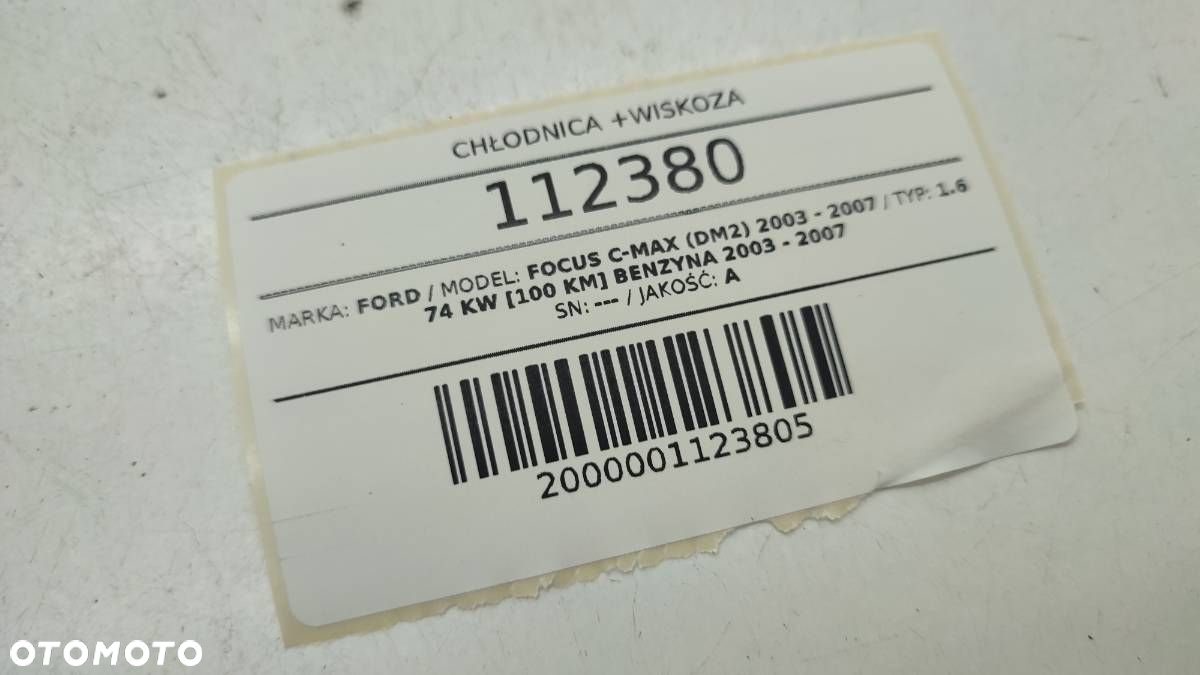 CHŁODNICA +WISKOZA
112380
MARKA: FORD / MODEL: FOCUS C-MAX (DM2) 2003 - 2007 / TYP: 1.6
74 KW [100 KM] BENZYNA 2003 - 2007
SN: --- / JAKOŚĆ: A
2000001123805
OTOMOTO